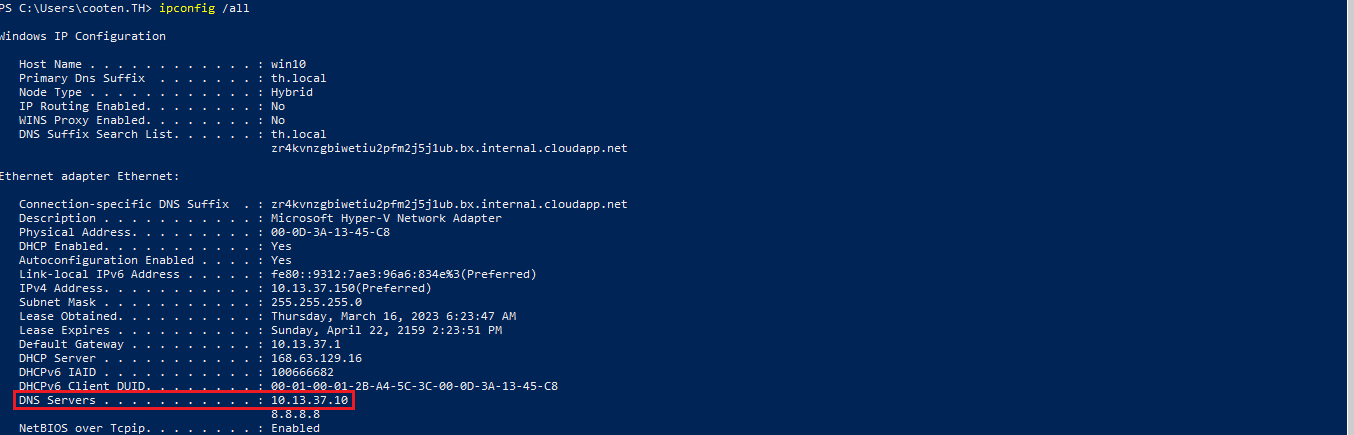 PS C:\Users\cooten.TH> ipconfig /all
Windows IP Configuration
Host Name . . . . . . . . . . . . : win10
Primary Dns Suffix  . . . . . . . : th.local
Node Type . . . . . . . . . . . . : Hybrid
IP Routing Enabled. . . . . . . . : No
WINS Proxy Enabled. . . . . . . . : No
DNS Suffix Search List. . . . . . : th.local
zr4kvnzgbiwetiu2pfm2j5j1ub.bx.internal.cloudapp.net
Ethernet adapter Ethernet:
Connection-specific DNS Suffix  . : zr4kvnzgbiwetiu2pfm2j5j1ub.bx.internal.cloudapp.net
Description . . . . . . . . . . . : Microsoft Hyper-V Network Adapter
Physical Address. . . . . . . . . : 00-0D-3A-13-45-C8
DHCP Enabled. . . . . . . . . . . : Yes
Autoconfiguration Enabled . . . . : Yes
Link-local IPv6 Address . . . . . : fe80::9312:7ae3:96a6:834e%3(Preferred)
IPv4 Address. . . . . . . . . . . : 10.13.37.150(Preferred)
Subnet Mask . . . . . . . . . . . : 255.255.255.0
Lease Obtained. . . . . . . . . . : Thursday, March 16, 2023 6:23:47 AM
Lease Expires . . . . . . . . . . : Sunday, April 22, 2159 2:23:51 PM
Default Gateway . . . . . . . . . : 10.13.37.1
DHCP Server . . . . . . . . . . . : 168.63.129.16
DHCPv6 IAID . . . . . . . . . . . : 100666682
DHCPv6 Client DUID. . . . . . . . : 00-01-00-01-2B-A4-5C-3C-00-0D-3A-13-45-C8
DNS Servers . . . . . . . . . . . : 10.13.37.10
8.8.8.8
NetBIOS over Tcpip. . . . . . . . : Enabled